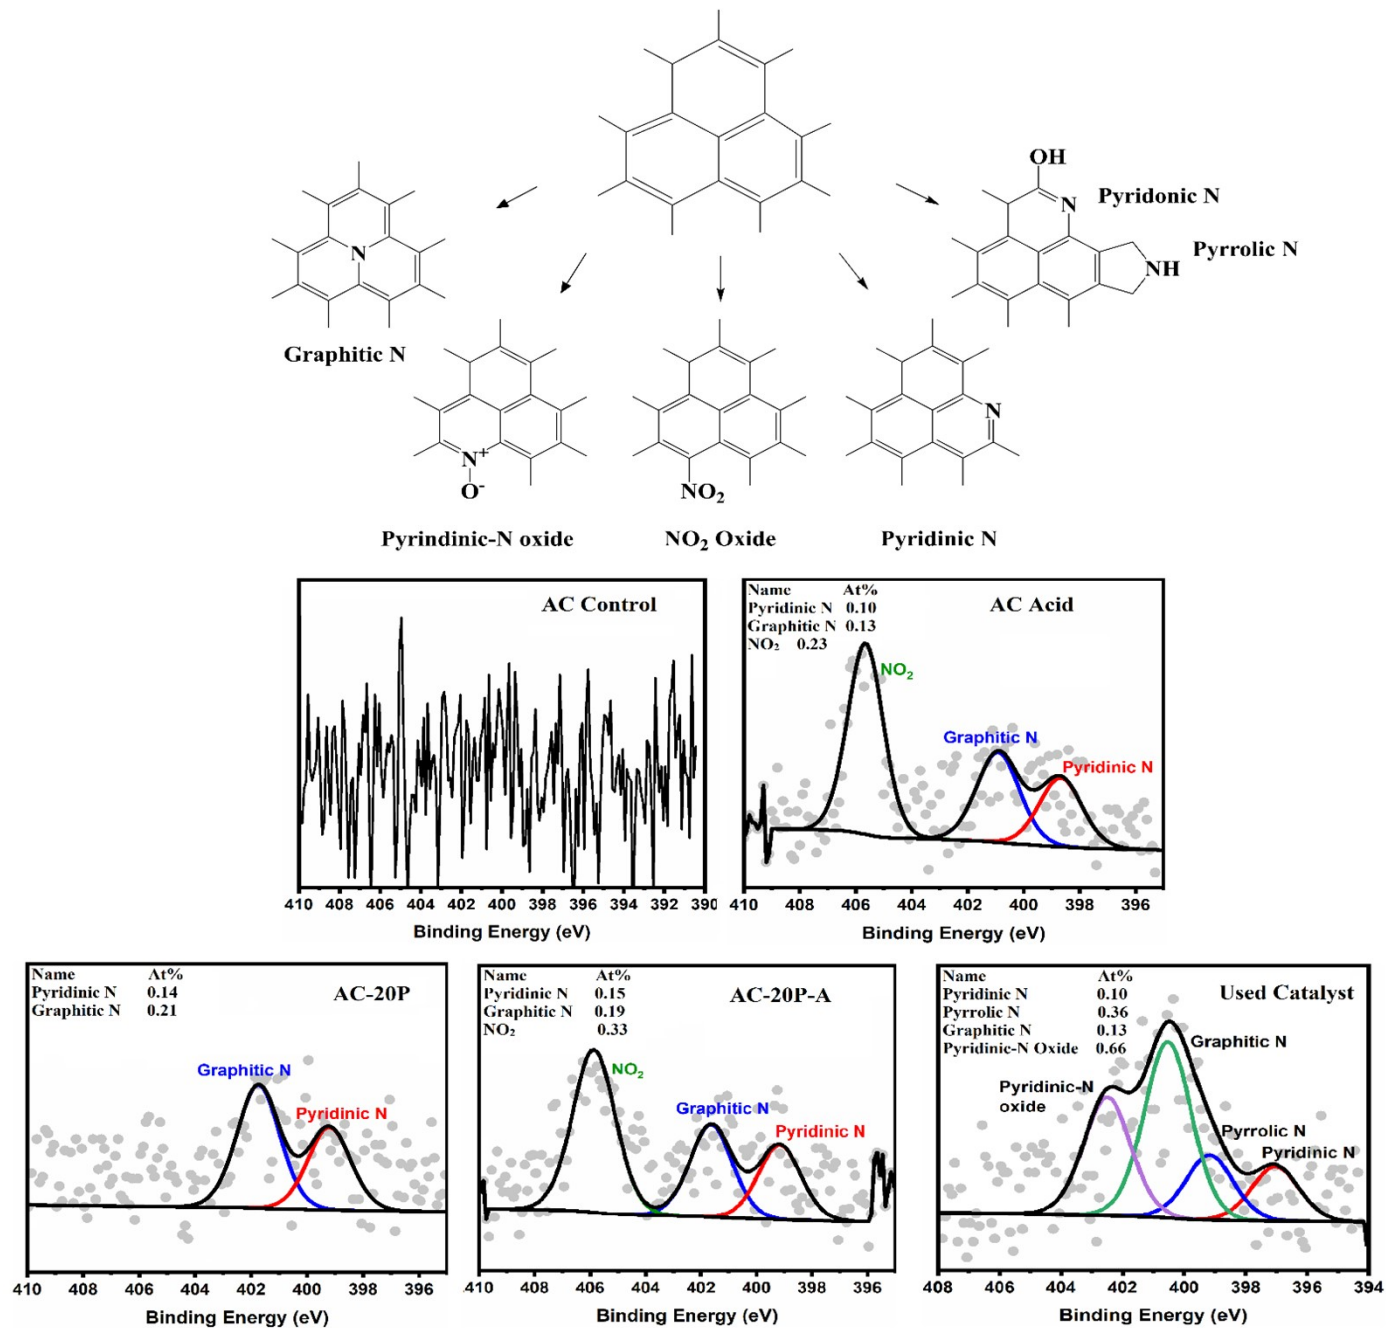 OH
N
Pyridonic N
NH
Pyrrolic N
N
Graphitic N
N+
O-
Pyrindinic-N oxide
NO2
NO2 Oxide
N
Pyridinic N
AC Control
410 408 406 404 402 400 398 396 394 392 390
Binding Energy (eV)
AC Acid
Name At%
Pyridinic N 0.10
Graphitic N 0.13
NO2 0.23
NO2
Graphitic N
Pyridinic N
410 408 406 404 402 400 398 396
Binding Energy (eV)
AC-20P
Name At%
Pyridinic N 0.14
Graphitic N 0.21
Graphitic N
Pyridinic N
410 408 406 404 402 400 398 396
Binding Energy (eV)
AC-20P-A
Name At%
Pyridinic N 0.15
Graphitic N 0.19
NO2 0.33
NO2
Graphitic N
Pyridinic N
410 408 406 404 402 400 398 396
Binding Energy (eV)
Used Catalyst
Name At%
Pyridinic N 0.10
Pyrrolic N 0.36
Graphitic N 0.13
Pyridinic-N Oxide 0.66
Graphitic N
Pyridinic-N
oxide
Pyrrolic N
Pyridinic N
408 406 404 402 400 398 396 394
Binding Energy (eV)